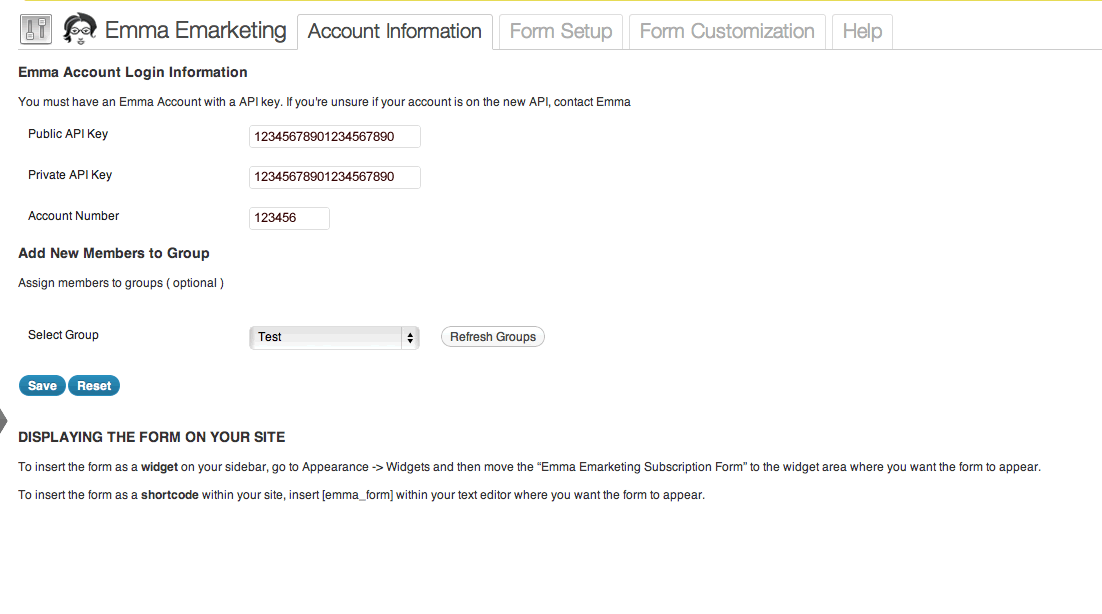 Emma Emarketing Account Information Form Setup Form Customization Help
Emma Account Login Information
You must have an Emma Account with a API key. If you're unsure if your account is on the new API, contact Emma
Public API Key 12345678901234567890
Private API Key 12345678901234567890
Account Number 123456
Add New Members to Group
Assign members to groups ( optional )
Select Group Test Refresh Groups
Save Reset
DISPLAYING THE FORM ON YOUR SITE
To insert the form as a widget on your sidebar, go to Appearance -> Widgets and then move the “Emma Emarketing Subscription Form” to the widget area where you want the form to appear.
To insert the form as a shortcode within your site, insert [emma_form] within your text editor where you want the form to appear.